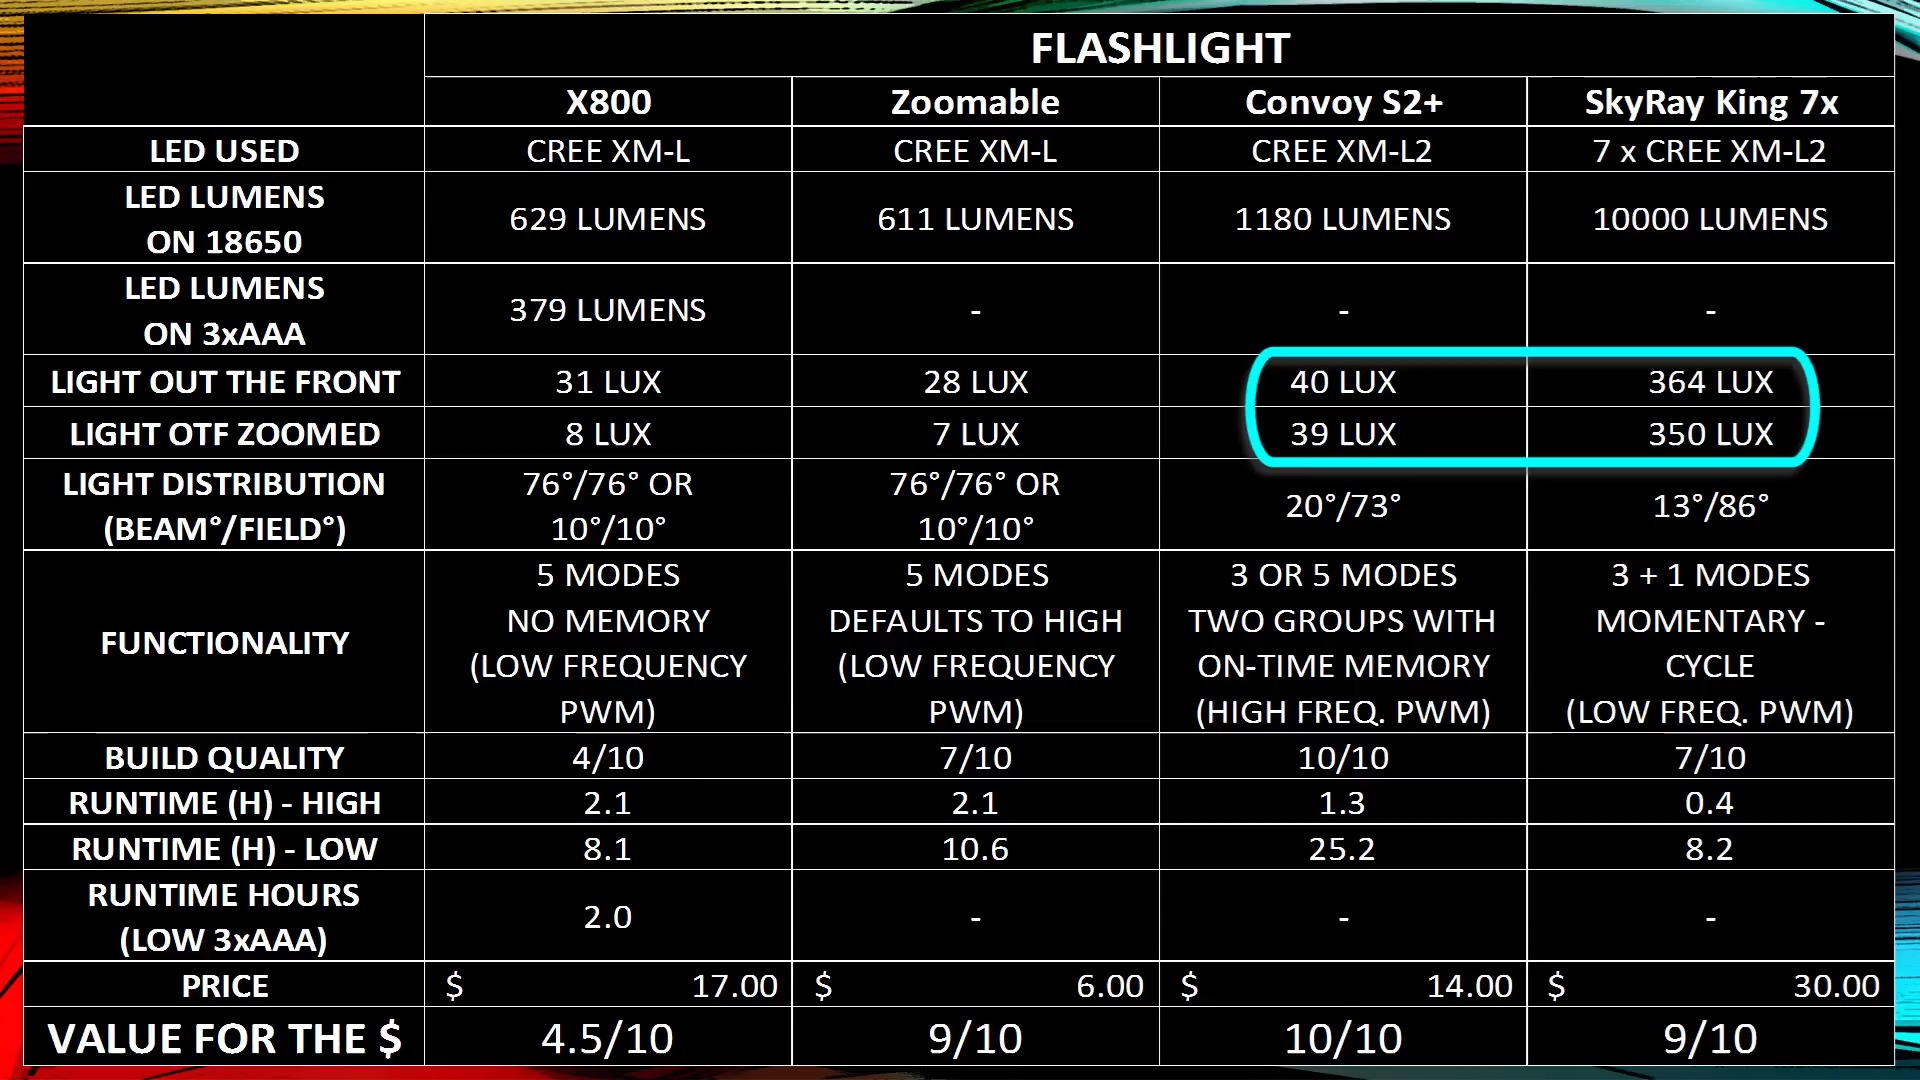 FLASHLIGHT
X800 Zoomable Convoy S2+ SkyRay King 7x
LED USED CREE XM-L CREE XM-L CREE XM-L2 7 x CREE XM-L2
LED LUMENS
ON 18650 629 LUMENS 611 LUMENS 1180 LUMENS 10000 LUMENS
LED LUMENS
ON 3xAAA 379 LUMENS - - -
LIGHT OUT THE FRONT 31 LUX 28 LUX 40 LUX 364 LUX
LIGHT OTF ZOOMED 8 LUX 7 LUX 39 LUX 350 LUX
LIGHT DISTRIBUTION
(BEAM°/FIELD°)
76°/76° OR
10°/10°
76°/76° OR
10°/10°
20°/73°
13°/86°
FUNCTIONALITY
5 MODES
NO MEMORY
(LOW FREQUENCY
PWM)
5 MODES
DEFAULTS TO HIGH
(LOW FREQUENCY
PWM)
3 OR 5 MODES
TWO GROUPS WITH
ON-TIME MEMORY
(HIGH FREQ. PWM)
3 + 1 MODES
MOMENTARY -
CYCLE
(LOW FREQ. PWM)
BUILD QUALITY 4/10 7/10 10/10 7/10
RUNTIME (H) - HIGH 2.1 2.1 1.3 0.4
RUNTIME (H) - LOW 8.1 10.6 25.2 8.2
RUNTIME HOURS
(LOW 3xAAA) 2.0 - - -
PRICE $ 17.00 $ 6.00 $ 14.00 $ 30.00
VALUE FOR THE $ 4.5/10 9/10 10/10 9/10